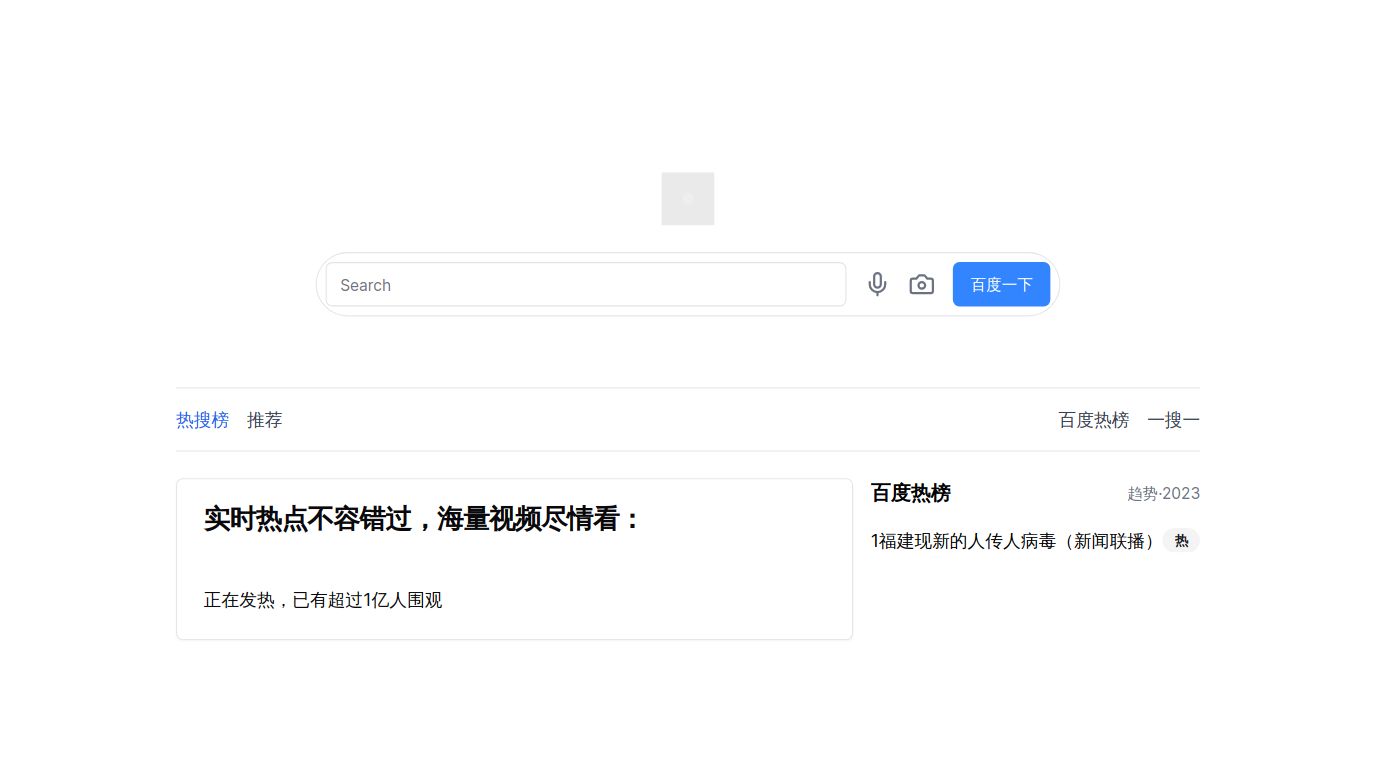 Search
百度一下
热搜榜 推荐 百度热榜 一搜一
实时热点不容错过，海量视频尽情看：
正在发热，已有超过1亿人围观
百度热榜 趋势·2023
1福建现新的人传人病毒（新闻联播） 热